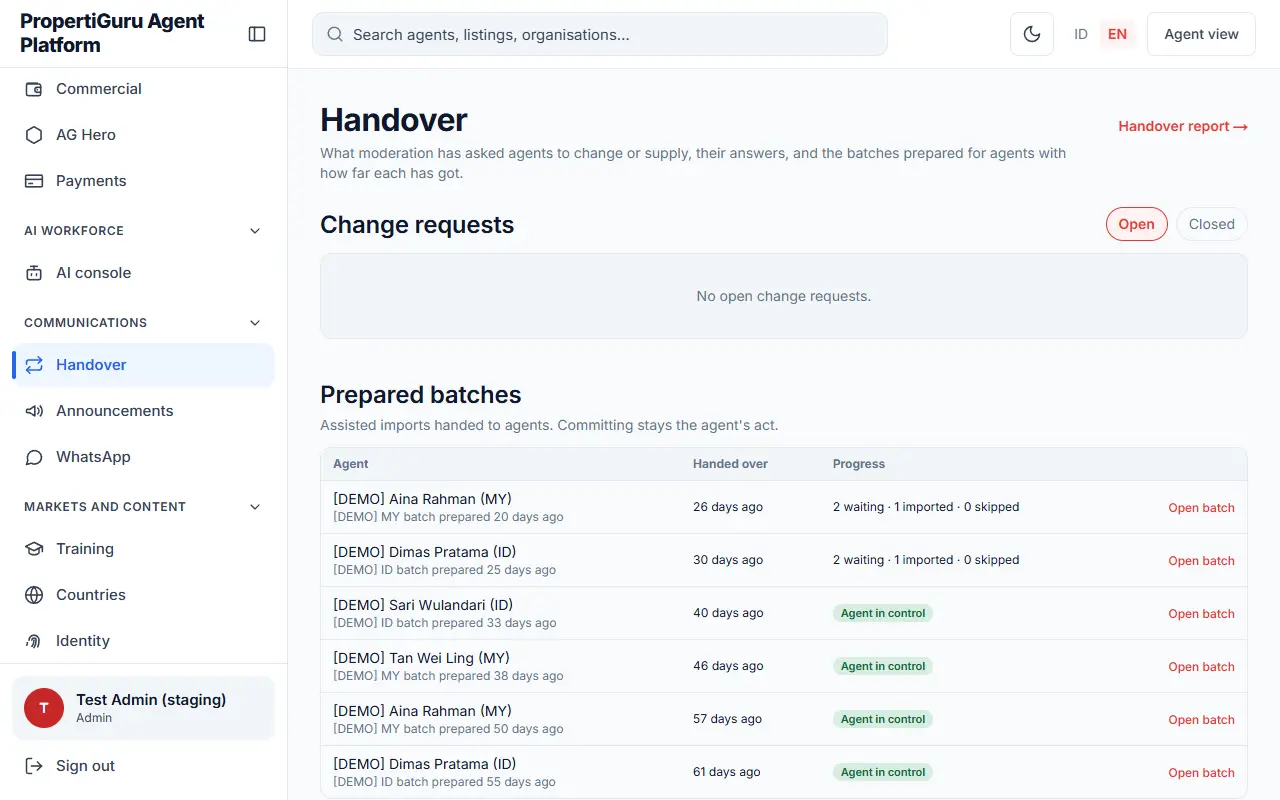 PropertiGuru Agent
Platform
Search agents, listings, organisations...
ID
EN
Agent view
Commercial
AG Hero
Payments
AI WORKFORCE
AI console
COMMUNICATIONS
Handover
Announcements
WhatsApp
MARKETS AND CONTENT
Training
Countries
Identity
T
Test Admin (staging)
Admin
Sign out
Handover
Handover report →
What moderation has asked agents to change or supply, their answers, and the batches prepared for agents with
how far each has got.
Change requests
Open
Closed
No open change requests.
Prepared batches
Assisted imports handed to agents. Committing stays the agent's act.
Agent
Handed over
Progress
[DEMO] Aina Rahman (MY)
[DEMO] MY batch prepared 20 days ago
26 days ago
2 waiting · 1 imported · 0 skipped
Open batch
[DEMO] Dimas Pratama (ID)
[DEMO] ID batch prepared 25 days ago
30 days ago
2 waiting · 1 imported · 0 skipped
Open batch
[DEMO] Sari Wulandari (ID)
[DEMO] ID batch prepared 33 days ago
40 days ago
Agent in control
Open batch
[DEMO] Tan Wei Ling (MY)
[DEMO] MY batch prepared 38 days ago
46 days ago
Agent in control
Open batch
[DEMO] Aina Rahman (MY)
[DEMO] MY batch prepared 50 days ago
57 days ago
Agent in control
Open batch
[DEMO] Dimas Pratama (ID)
[DEMO] ID batch prepared 55 days ago
61 days ago
Agent in control
Open batch